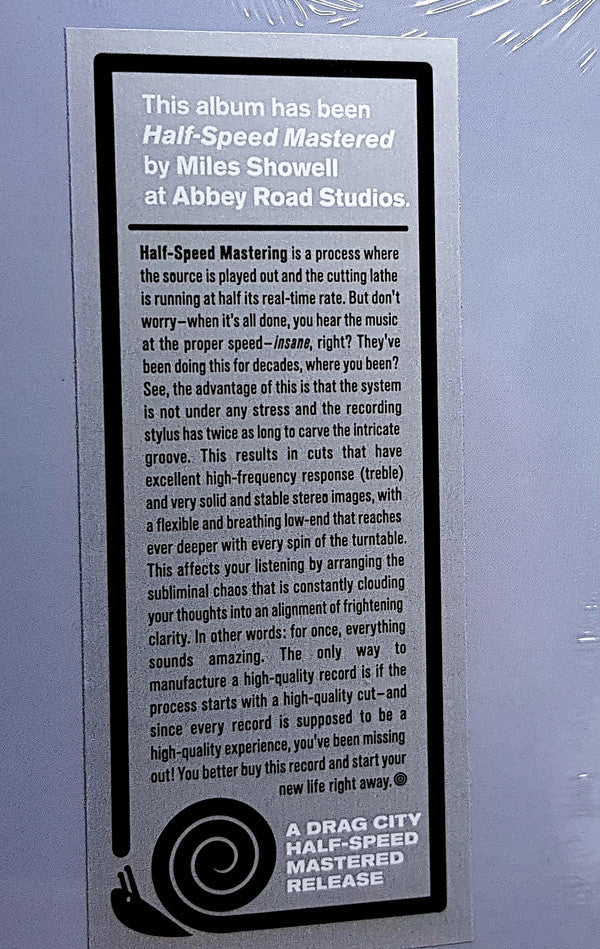 This album has been
Half-Speed Mastered
by Miles Showell
at Abbey Road Studios.
Half-Speed Mastering is a process where
the source is played out and the cutting lathe
is running at half its real-time rate. But don't
worry–when it's all done, you hear the music
at the proper speed–insane, right? They've
been doing this for decades, where you been?
See, the advantage of this is that the system
is not under any stress and the recording
stylus has twice as long to carve the intricate
groove. This results in cuts that have
excellent high-frequency response (treble)
and very solid and stable stereo images, with
a flexible and breathing low-end that reaches
ever deeper with every spin of the turntable.
This affects your listening by arranging the
subliminal chaos that is constantly clouding
your thoughts into an alignment of frightening
clarity. In other words: for once, everything
sounds amazing. The only way to
manufacture a high-quality record is if the
process starts with a high-quality cut–and
since every record is supposed to be a
high-quality experience, you've been missing
out! You better buy this record and start your
new life right away.
A DRAG CITY
HALF-SPEED
MASTERED
RELEASE